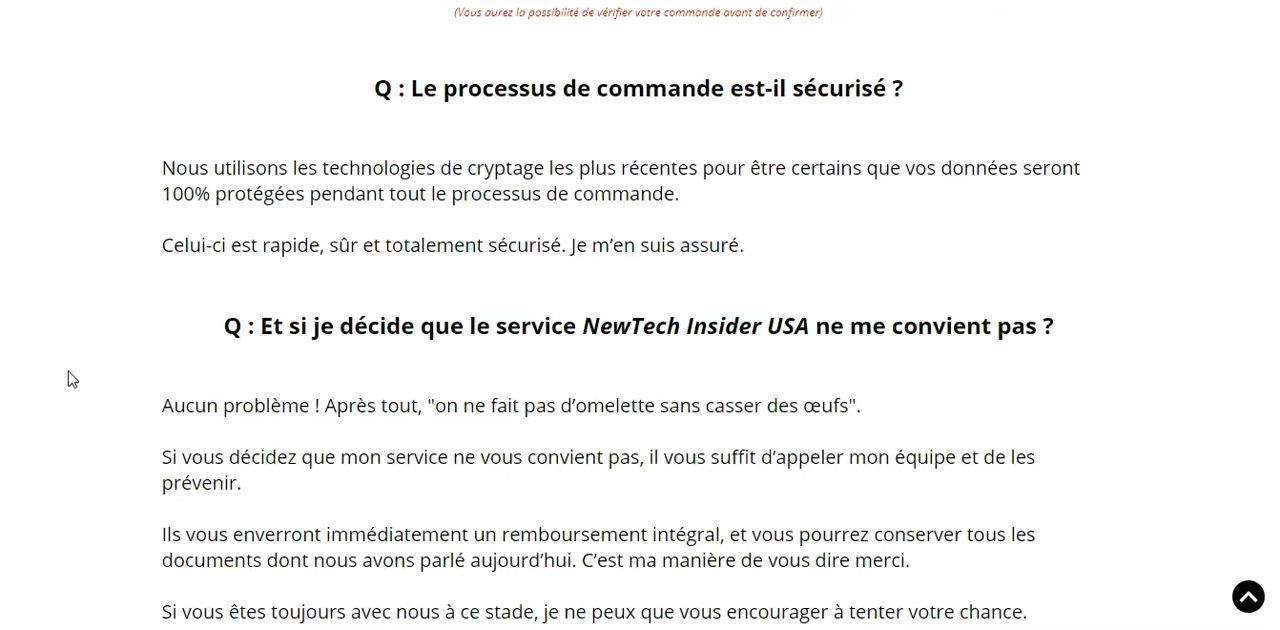 (Vous aurez la possibilité de vérifier votre commande avant de confirmer)
Q : Le processus de commande est-il sécurisé ?
Nous utilisons les technologies de cryptage les plus récentes pour être certains que vos données seront
100% protégées pendant tout le processus de commande.
Celui-ci est rapide, sûr et totalement sécurisé. Je m’en suis assuré.
Q : Et si je décide que le service NewTech Insider USA ne me convient pas ?
Aucun problème ! Après tout, "on ne fait pas d’omelette sans casser des œufs".
Si vous décidez que mon service ne vous convient pas, il vous suffit d’appeler mon équipe et de les
prévenir.
Ils vous enverront immédiatement un remboursement intégral, et vous pourrez conserver tous les
documents dont nous avons parlé aujourd’hui. C’est ma manière de vous dire merci.
Si vous êtes toujours avec nous à ce stade, je ne peux que vous encourager à tenter votre chance.